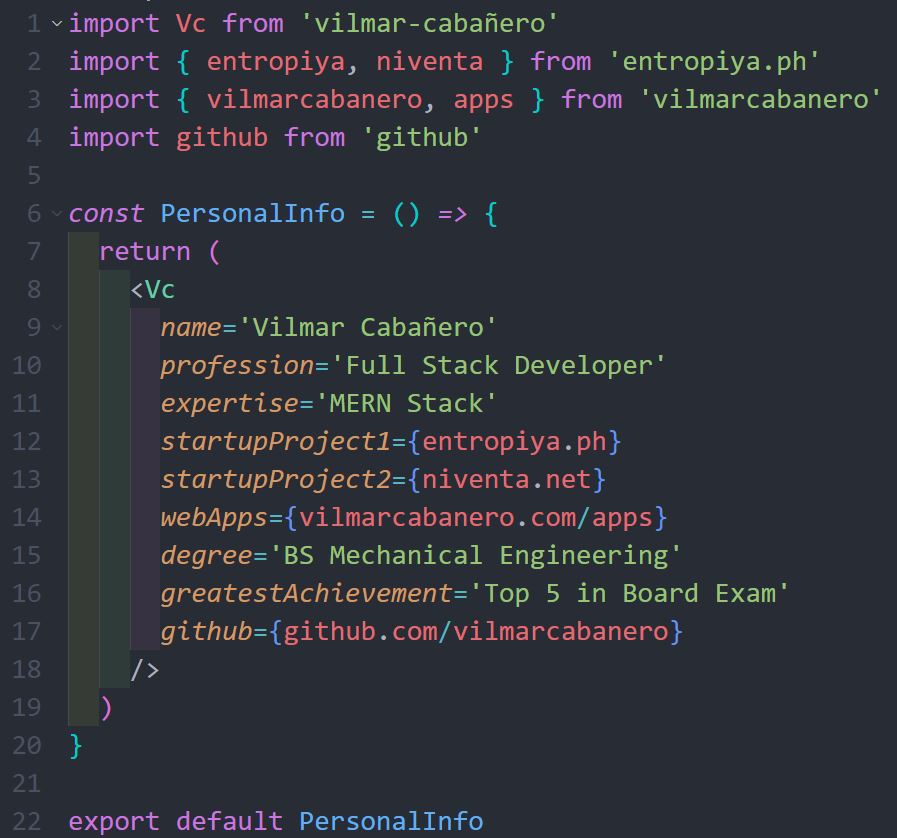 1 import Vc from 'vilmar-cabañero'
2 import { entropiya, niventa } from 'entropiya.ph'
3 import { vilmarcabanero, apps } from 'vilmarcabanero'
4 import github from 'github'
5
6 const PersonalInfo = () => {
7   return (
8     <Vc
9       name='Vilmar Cabañero'
10       profession='Full Stack Developer'
11       expertise='MERN Stack'
12       startupProject1={entropiya.ph}
13       startupProject2={niventa.net}
14       webApps={vilmarcabanero.com/apps}
15       degree='BS Mechanical Engineering'
16       greatestAchievement='Top 5 in Board Exam'
17       github={github.com/vilmarcabanero}
18     />
19   )
20 }
21
22 export default PersonalInfo